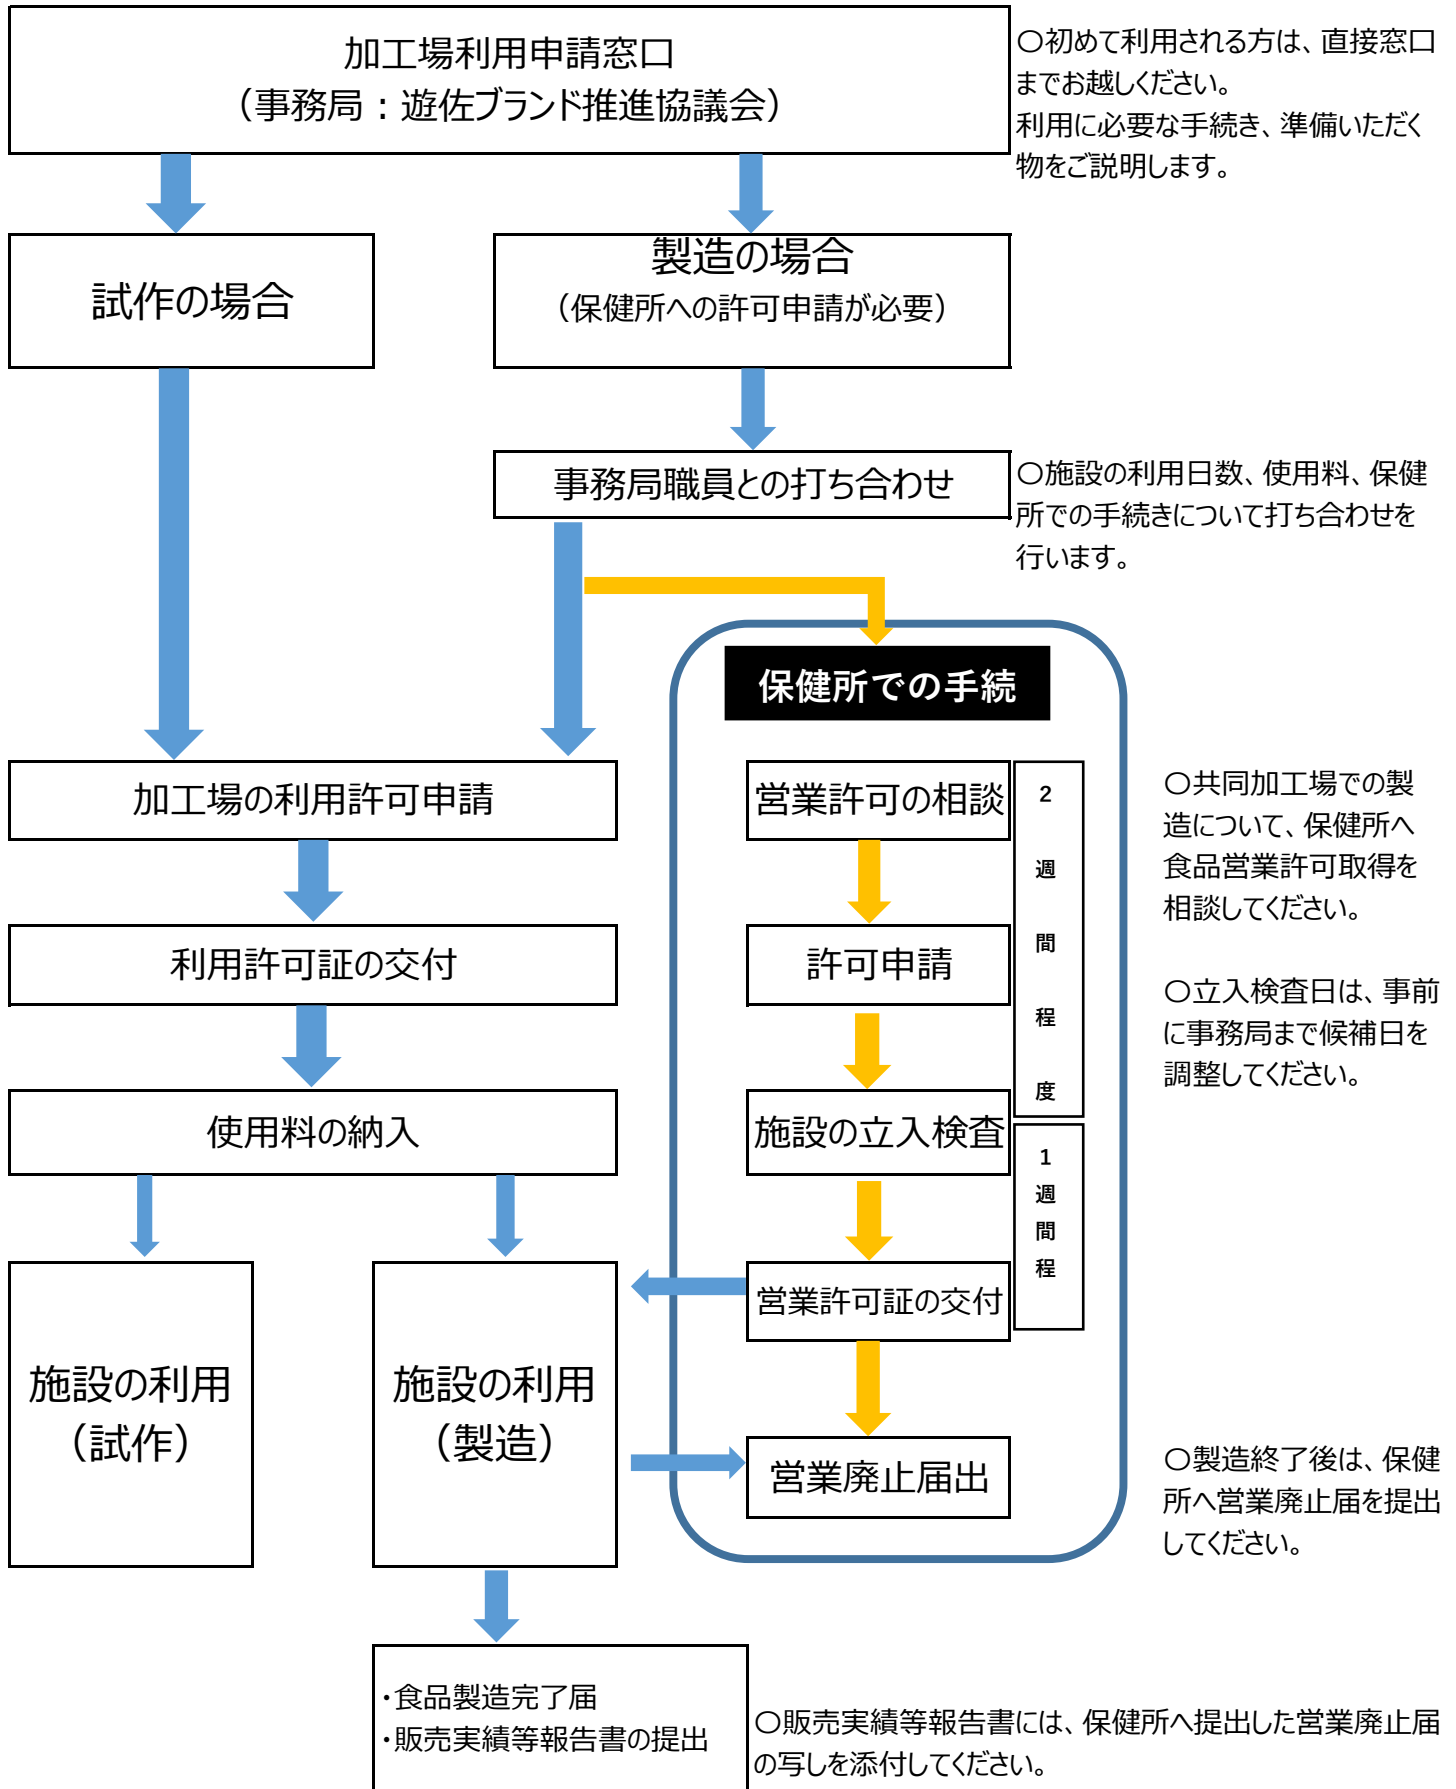 加工場利用申請窓口
（事務局：遊佐ブランド推進協議会）
〇初めて利用される方は、直接窓口
までお越しください。
利用に必要な手続き、準備いただく
物をご説明します。
試作の場合
製造の場合
（保健所への許可申請が必要）
事務局職員との打ち合わせ
〇施設の利用日数、使用料、保健
所での手続きについて打ち合わせを
行います。
保健所での手続
加工場の利用許可申請
利用許可証の交付
使用料の納入
施設の利用
（試作）
施設の利用
（製造）
営業許可の相談
許可申請
施設の立入検査
営業許可証の交付
営業廃止届出
2週間程度
1週間程
〇共同加工場での製
造について、保健所へ
食品営業許可取得を
相談してください。
〇立入検査日は、事前
に事務局まで候補日を
調整してください。
〇製造終了後は、保健
所へ営業廃止届を提出
してください。
・食品製造完了届
・販売実績等報告書の提出
〇販売実績等報告書には、保健所へ提出した営業廃止届
の写しを添付してください。